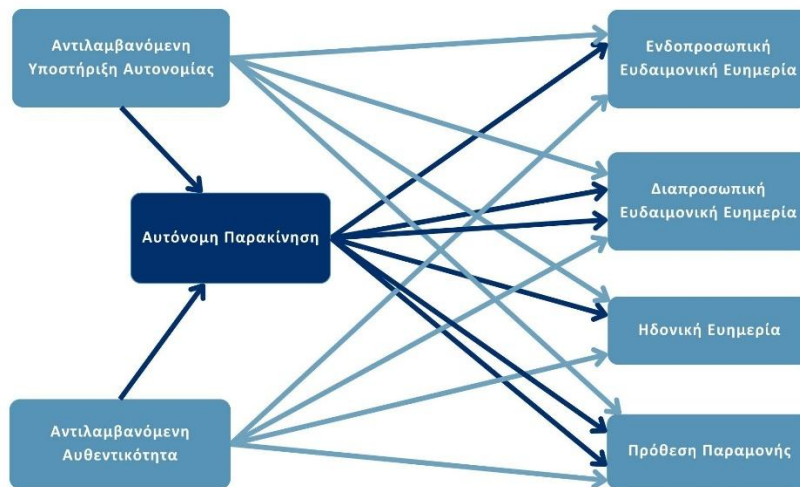 Αντιλαμβανόμενη
Υποστήριξη Αυτονομίας
Ενδοπροσωπική
Ευδαιμονική Ευημερία
Διαπροσωπική
Ευδαιμονική Ευημερία
Αυτόνομη Παρακίνηση
Ηδονική Ευημερία
Αντιλαμβανόμενη
Αυθεντικότητα
Πρόθεση Παραμονής